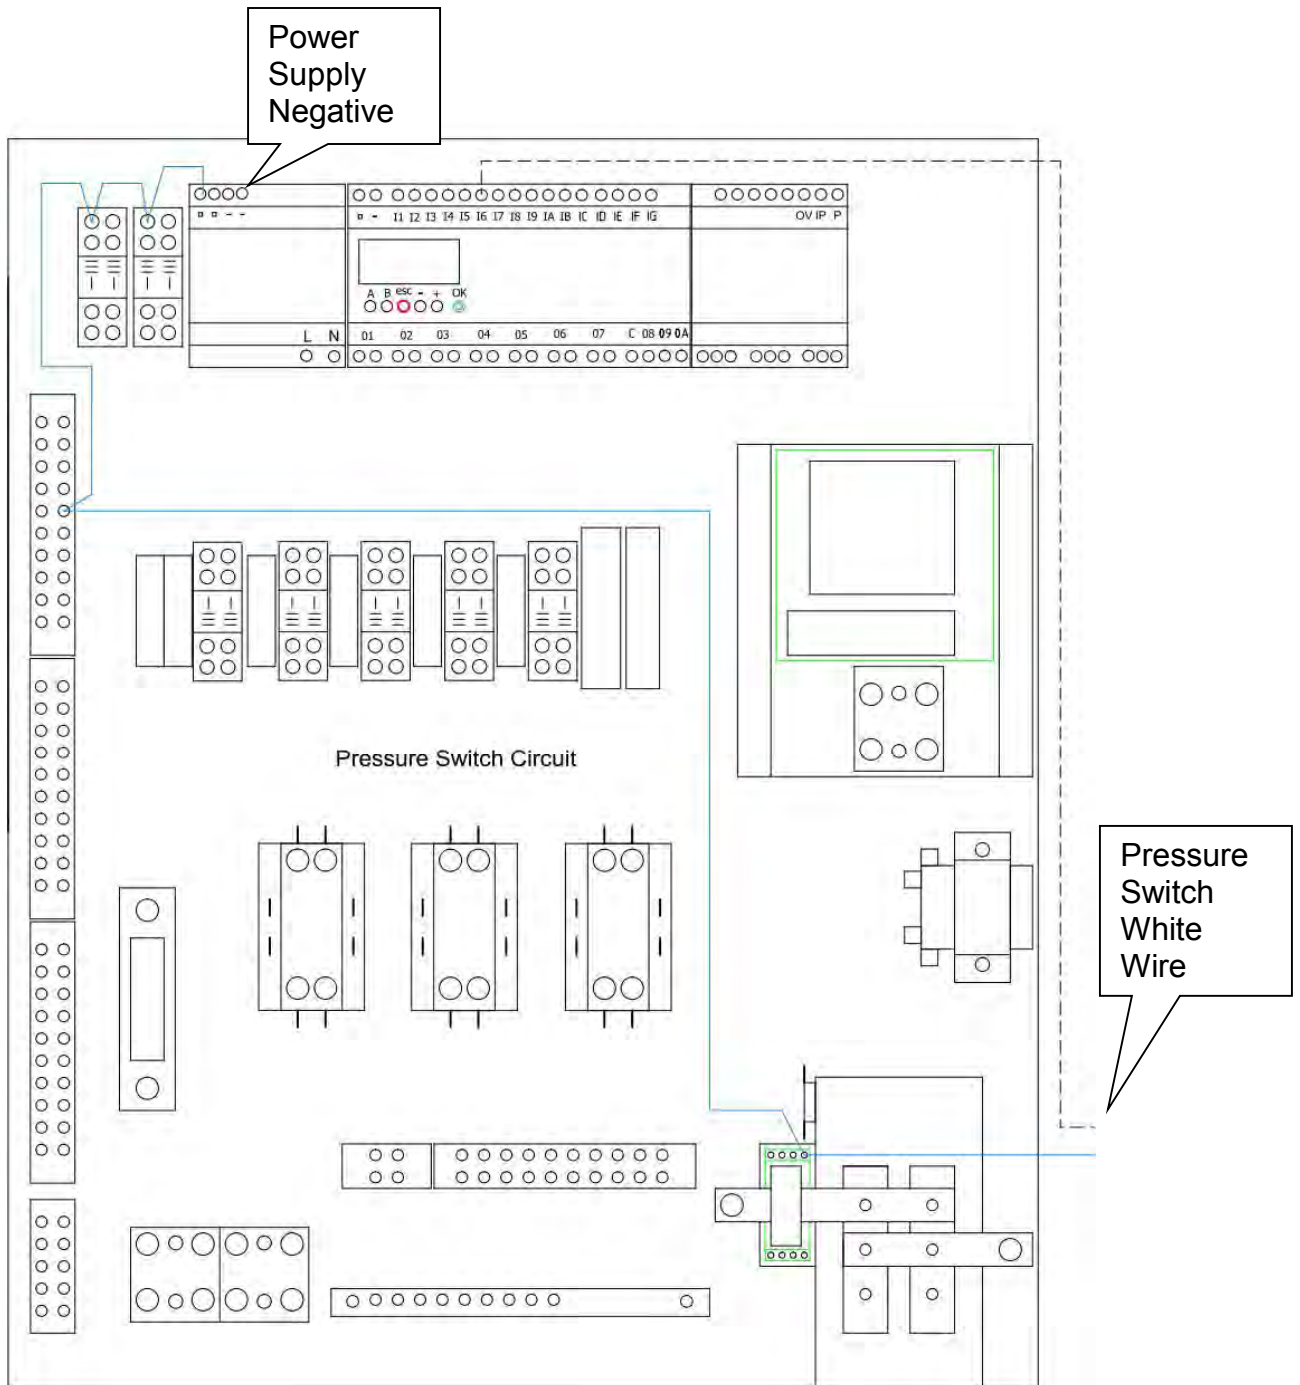 Power
Supply
Negative
I1 I2 I3 I4 I5 I6 I7 I8 I9 IA IB IC ID IE IF IG
OV IP P
A B esc - + OK
L N
01 02 03 04 05 06 07 C 08 09 0A
Pressure Switch Circuit
Pressure
Switch
White
Wire